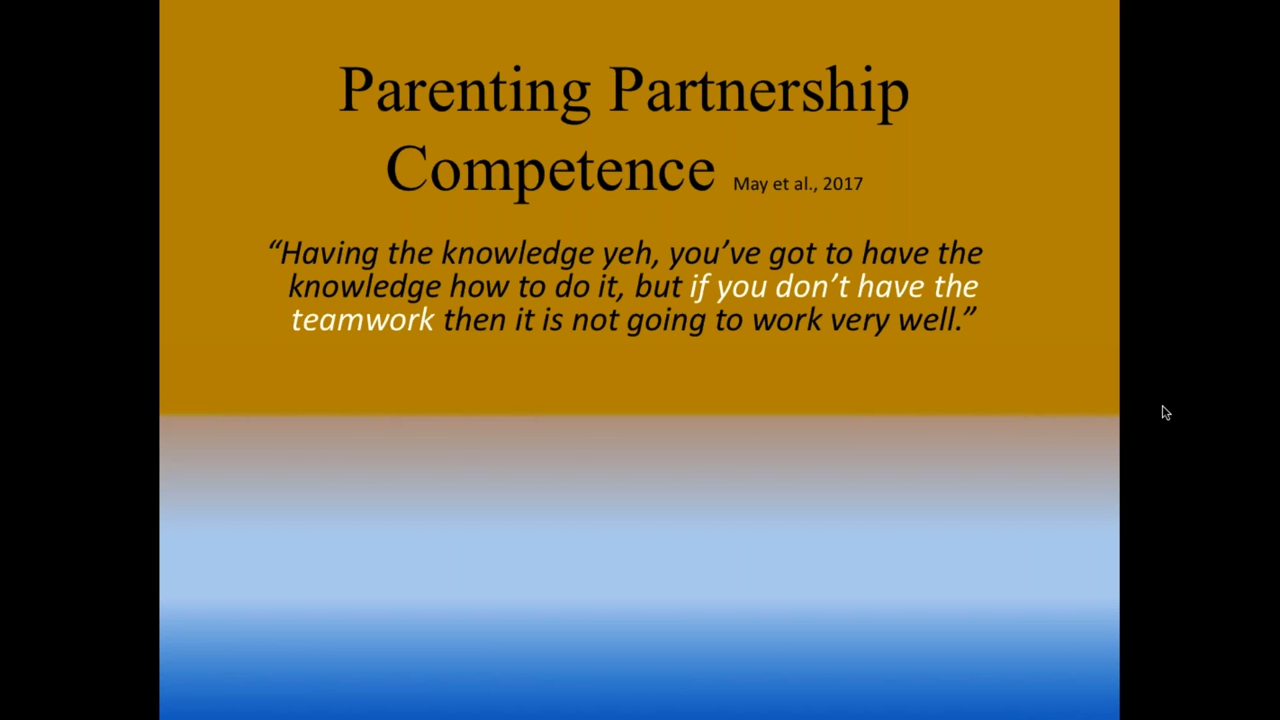 Parenting Partnership
Competence May et al., 2017
“Having the knowledge yeh, you’ve got to have the
knowledge how to do it, but if you don’t have the
teamwork then it is not going to work very well.”